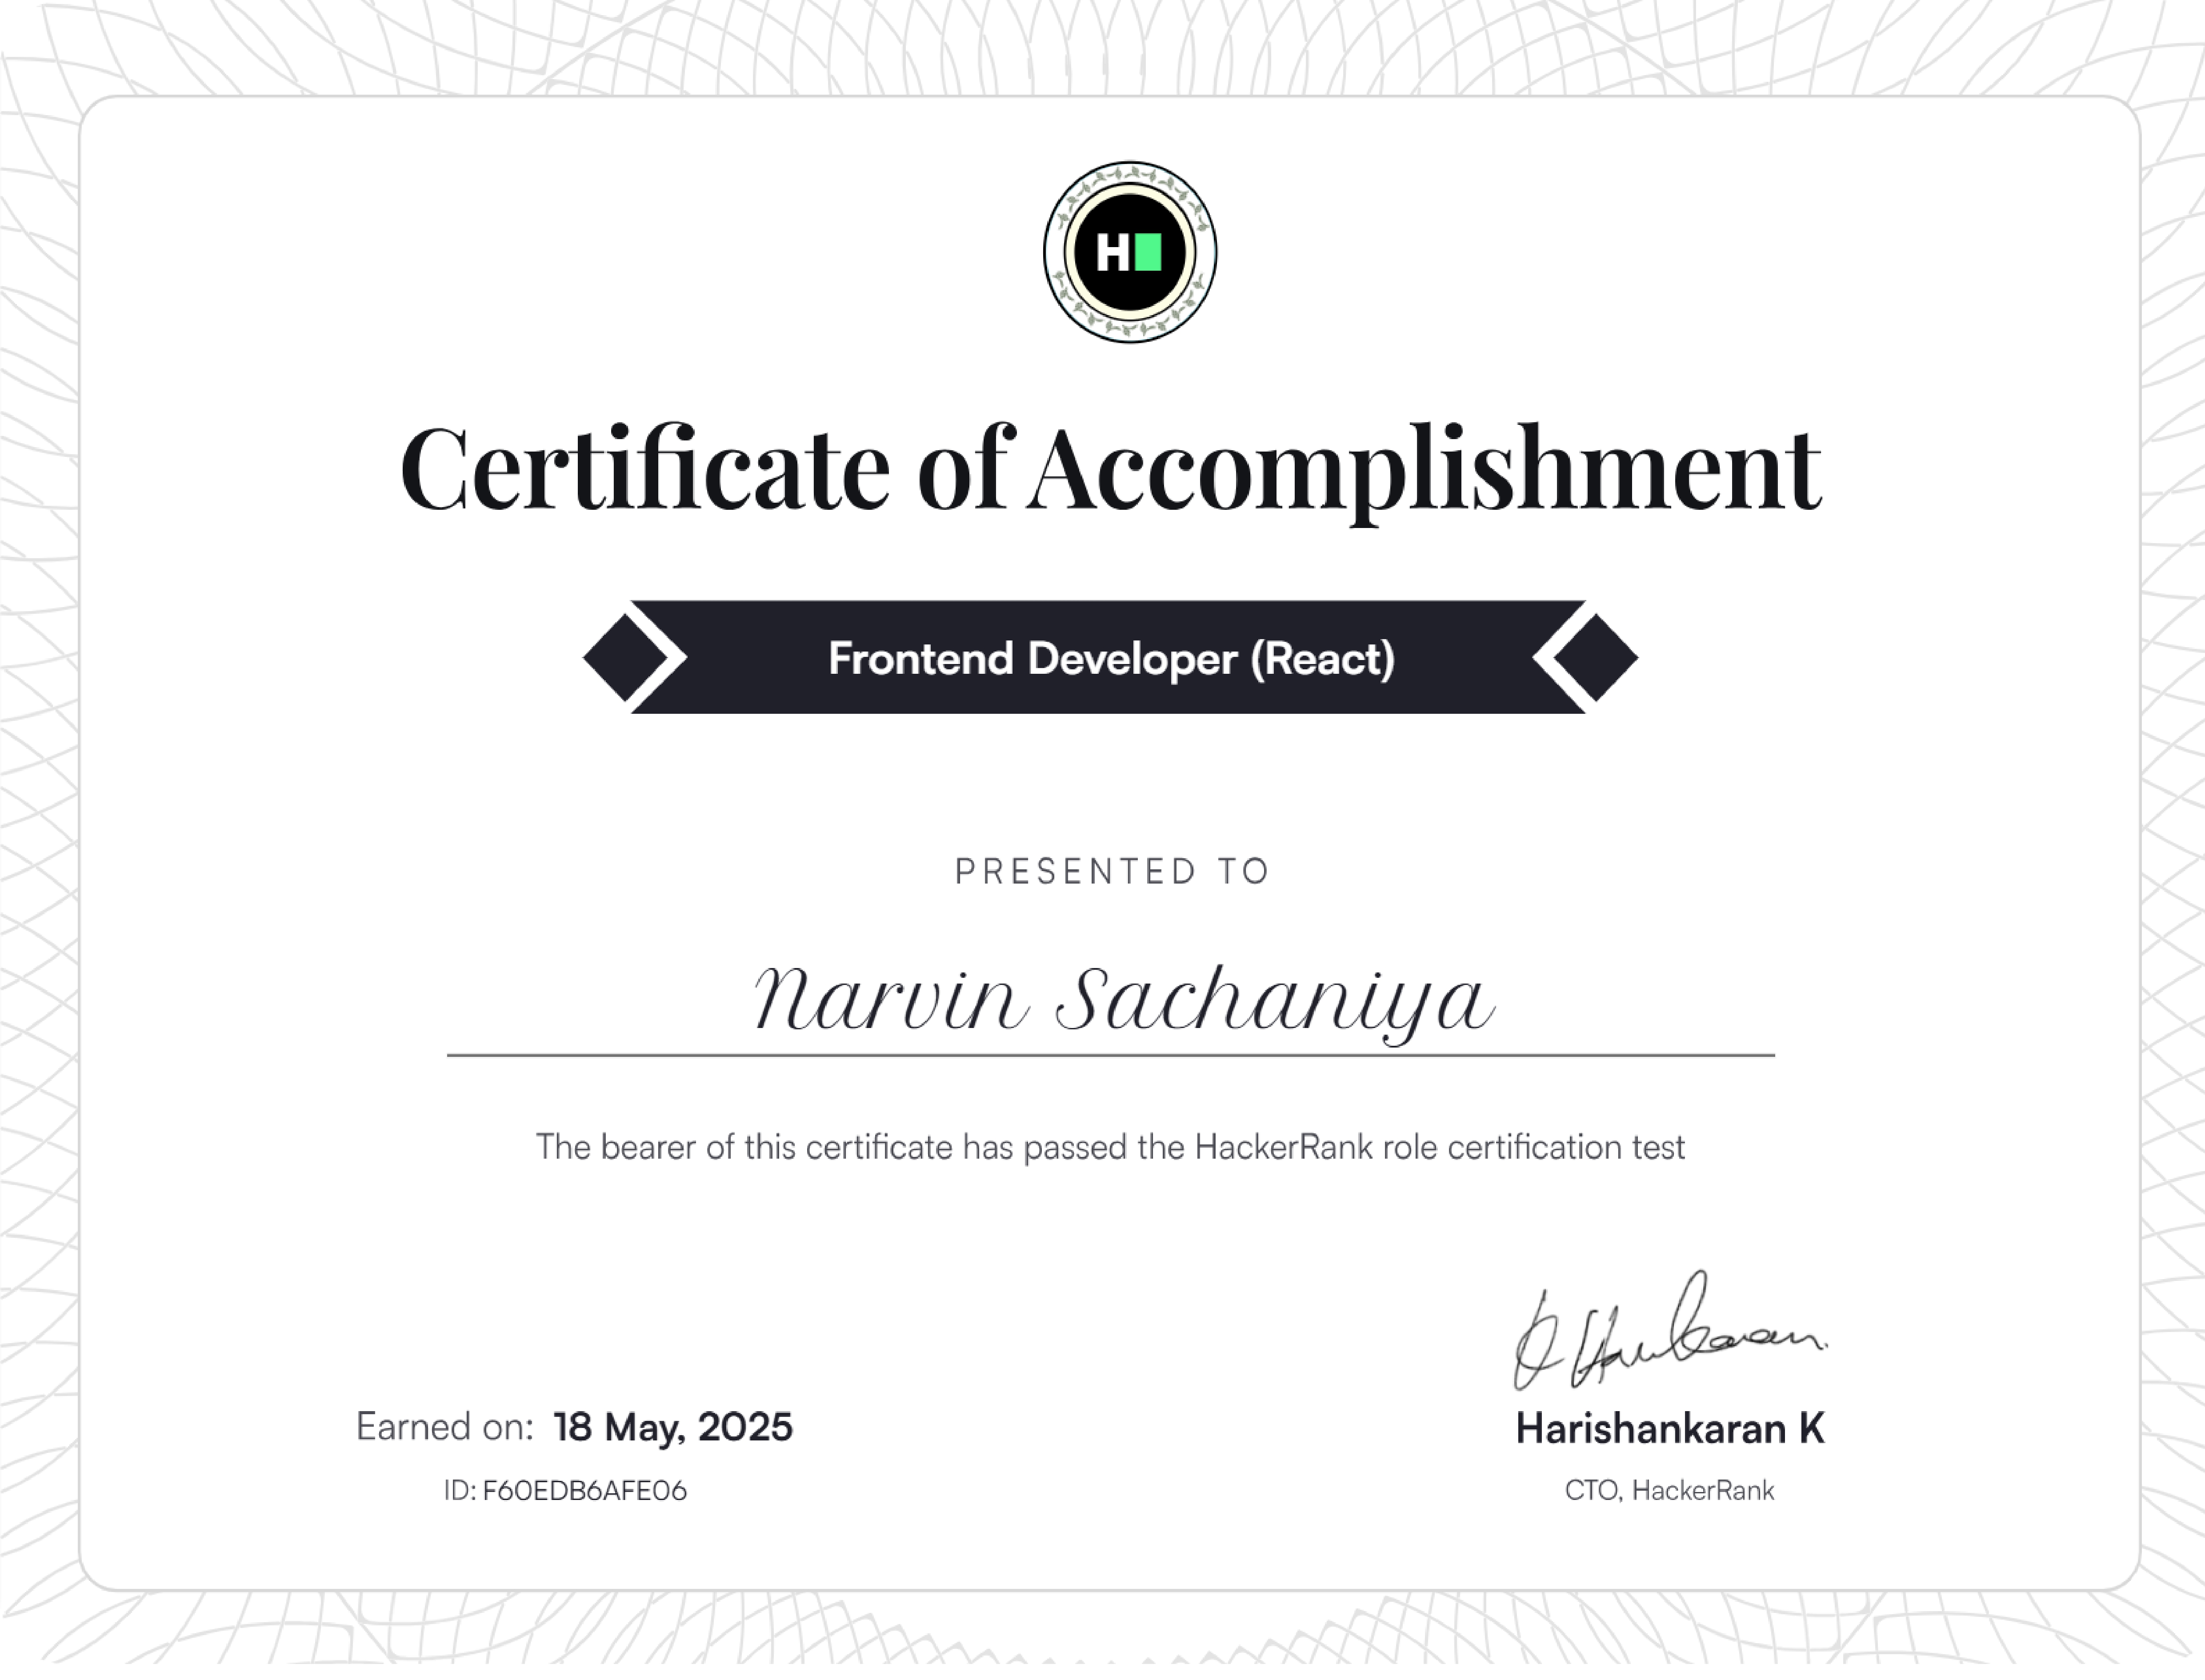 H
Certificate of Accomplishment
Frontend Developer (React)
PRESENTED TO
Narvin Sachaniya
The bearer of this certificate has passed the HackerRank role certification test
Earned on: 18 May, 2025
ID: F60EDB6AFE06
Harishankaran K
CTO, HackerRank